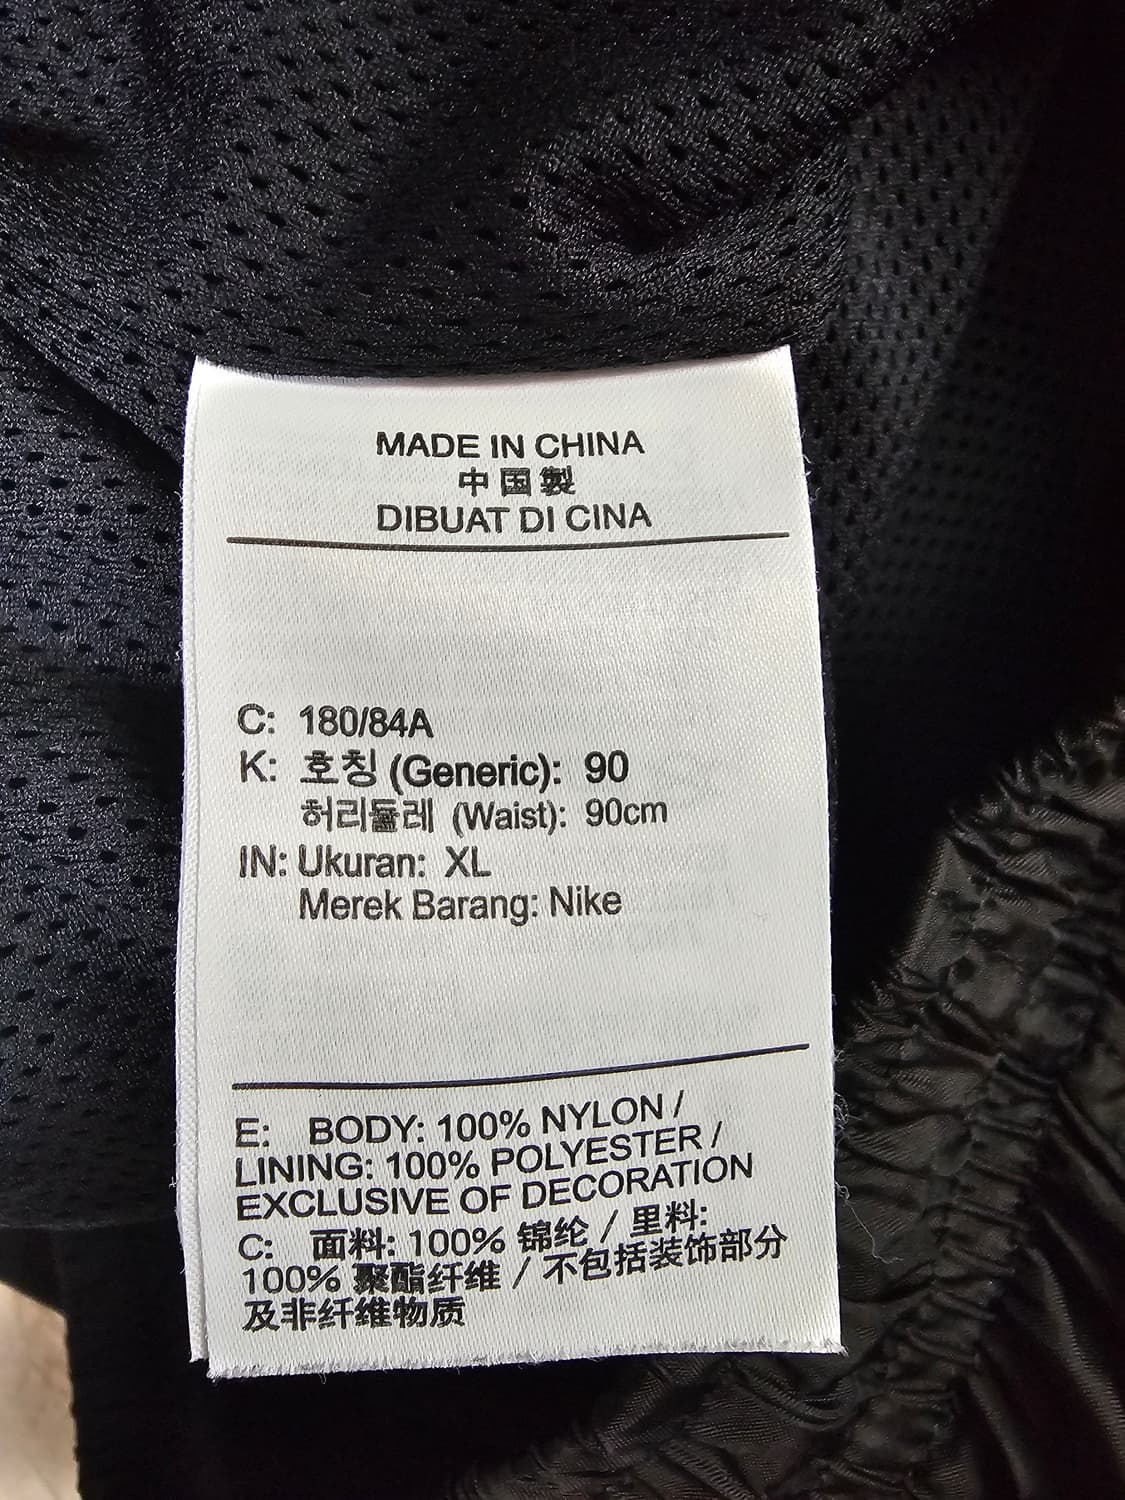 MADE IN CHINA
中国製
DIBUAT DI CINA
C: 180/84A
K: 호칭 (Generic): 90
허리둘레 (Waist): 90cm
IN: Ukuran: XL
Merek Barang: Nike
E: BODY: 100% NYLON /
LINING: 100% POLYESTER /
EXCLUSIVE OF DECORATION
C: 面料: 100% 锦纶 / 里料:
100% 聚酯纤维 / 不包括装饰部分
及非纤维物质